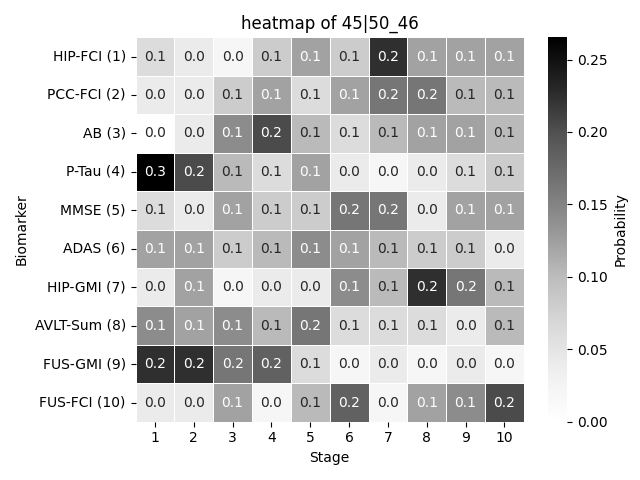 heatmap of 45|50_46
HIP-FCI (1) 0.1 0.0 0.0 0.1 0.1 0.1 0.2 0.1 0.1 0.1
PCC-FCI (2) 0.0 0.0 0.1 0.1 0.1 0.1 0.2 0.2 0.1 0.1
AB (3) 0.0 0.0 0.1 0.2 0.1 0.1 0.1 0.1 0.1 0.1
P-Tau (4) 0.3 0.2 0.1 0.1 0.1 0.0 0.0 0.0 0.1 0.1
MMSE (5) 0.1 0.0 0.1 0.1 0.1 0.2 0.2 0.0 0.1 0.1
ADAS (6) 0.1 0.1 0.1 0.1 0.1 0.1 0.1 0.1 0.1 0.0
HIP-GMI (7) 0.0 0.1 0.0 0.0 0.0 0.1 0.1 0.2 0.2 0.1
AVLT-Sum (8) 0.1 0.1 0.1 0.1 0.2 0.1 0.1 0.1 0.0 0.1
FUS-GMI (9) 0.2 0.2 0.2 0.2 0.1 0.0 0.0 0.0 0.0 0.0
FUS-FCI (10) 0.0 0.0 0.1 0.0 0.1 0.2 0.0 0.1 0.1 0.2
1 2 3 4 5 6 7 8 9 10
Stage
Biomarker
0.25
0.20
0.15
0.10
0.05
0.00
Probability